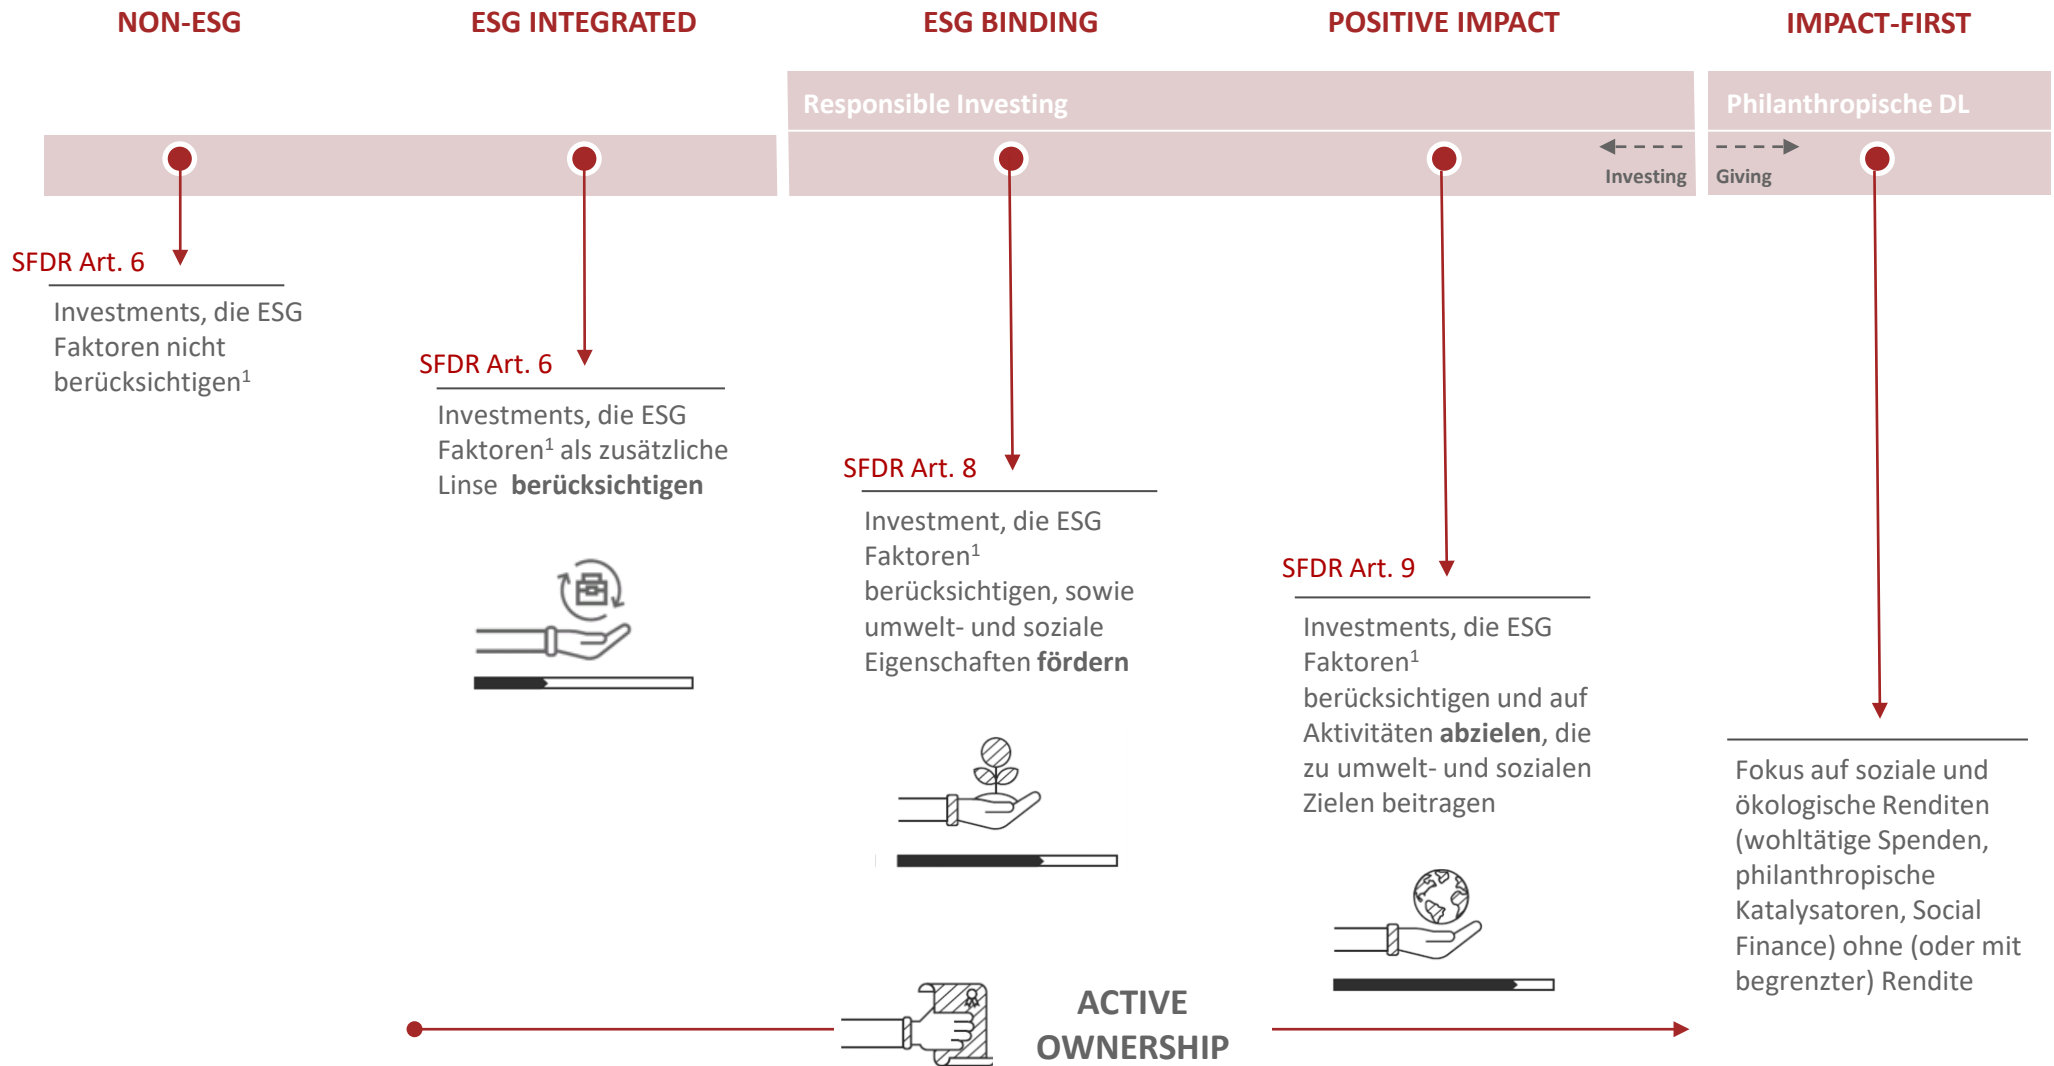 NON-ESG
ESG INTEGRATED
ESG BINDING
POSITIVE IMPACT
IMPACT-FIRST
Responsible Investing
Philanthropische DL
Investing
Giving
SFDR Art. 6
Investments, die ESG
Faktoren nicht
berücksichtigen¹
SFDR Art. 6
Investments, die ESG
Faktoren¹ als zusätzliche
Linse berücksichtigen
SFDR Art. 8
Investment, die ESG
Faktoren¹
berücksichtigen, sowie
umwelt- und soziale
Eigenschaften fördern
SFDR Art. 9
Investments, die ESG
Faktoren¹
berücksichtigen und auf
Aktivitäten abzielen, die
zu umwelt- und sozialen
Zielen beitragen
Fokus auf soziale und
ökologische Renditen
(wohltätige Spenden,
philanthropische
Katalysatoren, Social
Finance) ohne (oder mit
begrenzter) Rendite
ACTIVE
OWNERSHIP